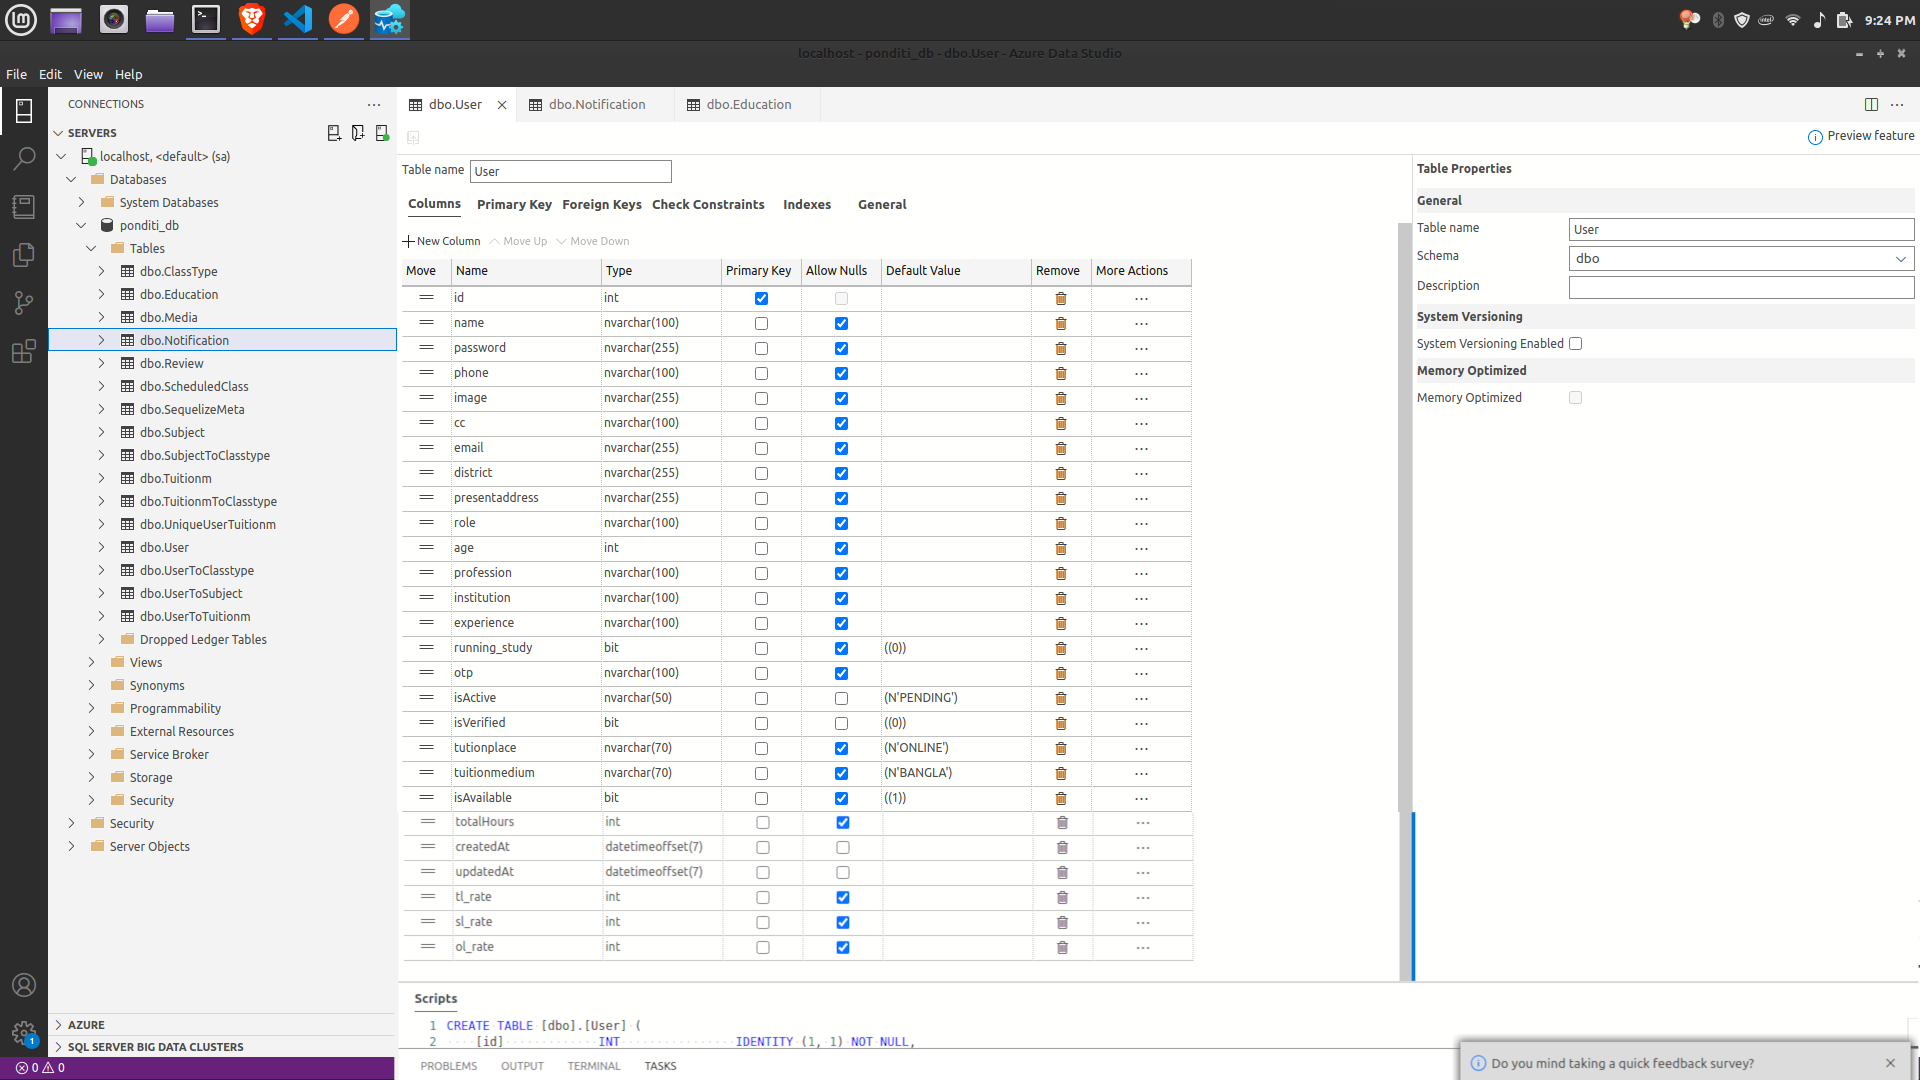 9:24 PM
localhost - ponditi_db - dbo.User - Azure Data Studio
File Edit View Help
CONNECTIONS
SERVERS
localhost, <default> (sa)
Databases
System Databases
ponditi_db
Tables
dbo.ClassType
dbo.Education
dbo.Media
dbo.Notification
dbo.Review
dbo.ScheduledClass
dbo.SequelizeMeta
dbo.Subject
dbo.SubjectToClasstype
dbo.Tuitionm
dbo.TuitionmToClasstype
dbo.UniqueUserTuitionm
dbo.User
dbo.UserToClasstype
dbo.UserToSubject
dbo.UserToTuitionm
Dropped Ledger Tables
Views
Synonyms
Programmability
External Resources
Service Broker
Storage
Security
Security
Server Objects
AZURE
SQL SERVER BIG DATA CLUSTERS
1
0 0
dbo.User dbo.Notification dbo.Education
Preview feature
Table name User
Columns Primary Key Foreign Keys Check Constraints Indexes General
New Column Move Up Move Down
Move Name Type Primary Key Allow Nulls Default Value Remove More Actions
id int
name nvarchar(100)
password nvarchar(255)
phone nvarchar(100)
image nvarchar(255)
cc nvarchar(100)
email nvarchar(255)
district nvarchar(255)
presentaddress nvarchar(255)
role nvarchar(100)
age int
profession nvarchar(100)
institution nvarchar(100)
experience nvarchar(100)
running_study bit ((0))
otp nvarchar(100)
isActive nvarchar(50) (N'PENDING')
isVerified bit ((0))
tutionplace nvarchar(70) (N'ONLINE')
tuitionmedium nvarchar(70) (N'BANGLA')
isAvailable bit ((1))
totalHours int
createdAt datetimeoffset(7)
updatedAt datetimeoffset(7)
tl_rate int
sl_rate int
ol_rate int
Table Properties
General
Table name User
Schema dbo
Description
System Versioning
System Versioning Enabled
Memory Optimized
Memory Optimized
Scripts
1 CREATE TABLE [dbo].[User] (
2 [id] INT IDENTITY (1, 1) NOT NULL,
PROBLEMS OUTPUT TERMINAL TASKS
Do you mind taking a quick feedback survey?